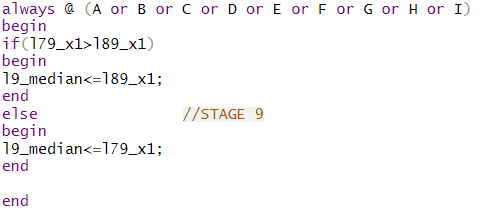 always @ (A or B or C or D or E or F or G or H or I)
begin
if(l79_x1>l89_x1)
begin
l9_median<=l89_x1;
end
else //STAGE 9
begin
l9_median<=l79_x1;
end
end